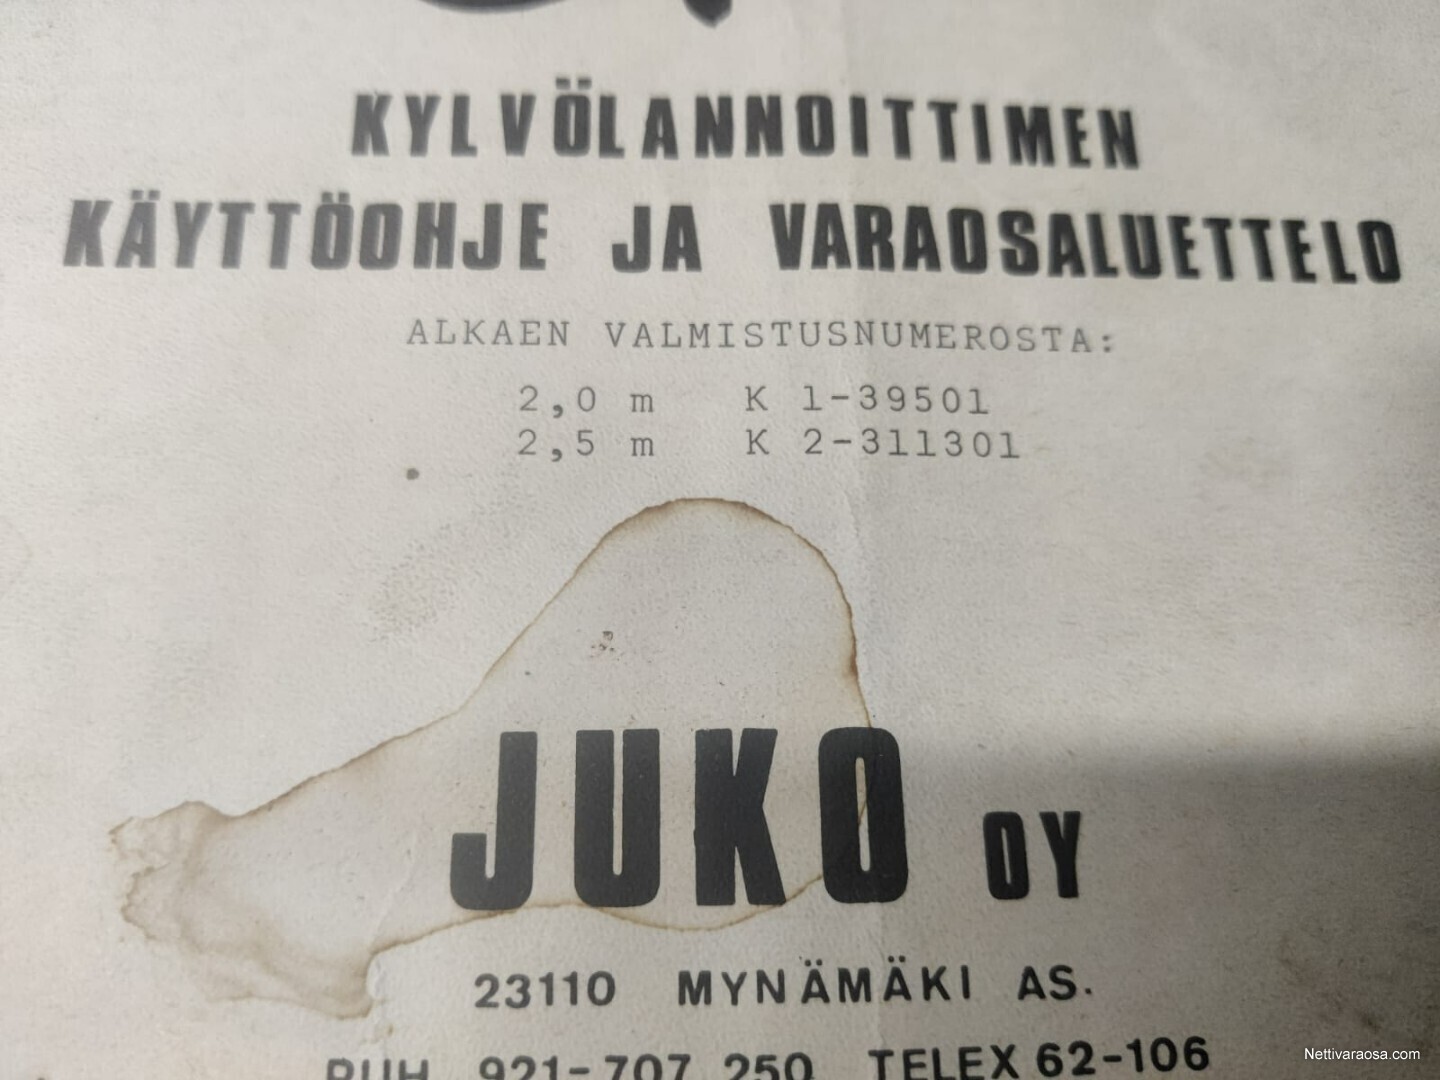 KYLVÖLANNOITTIMEN
KÄYTTÖOHJE JA VARAOSALUETTELO
ALKAEN VALMISTUSNUMEROSTA:
2,0 m K 1-39501
2,5 m K 2-311301
JUKO OY
23110 MYNÄMÄKI AS.
PUH 921-707 250 TELEX 62-106
Nettivaraosa.com